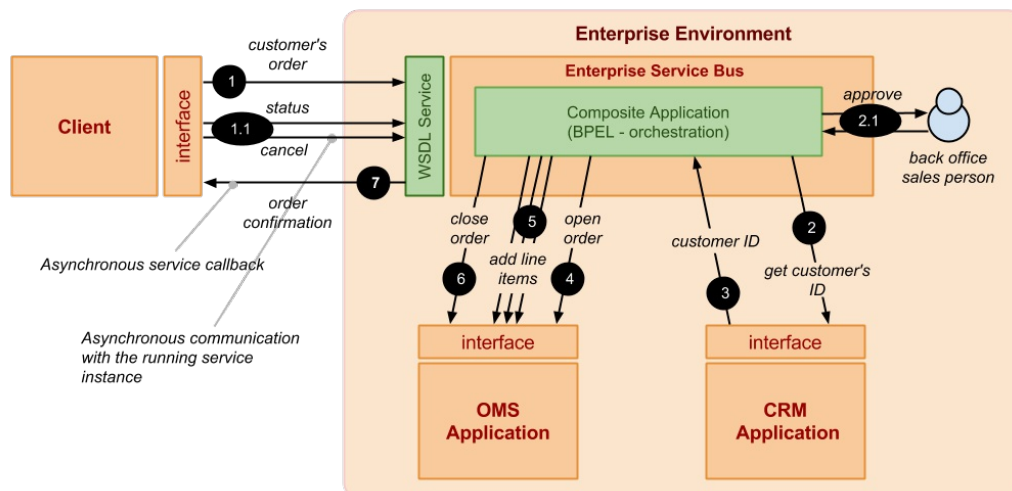 Enterprise Environment
customer's
order
1
status
1.1
cancel
7
order
confirmation
Client
interface
WSDL Service
Enterprise Service Bus
Composite Application
(BPEL - orchestration)
approve
2.1
back office
sales person
close
order
6
5
add line
items
open
order
4
customer ID
3
2
get customer's
ID
Asynchronous service callback
Asynchronous communication
with the running service
instance
interface
OMS
Application
interface
CRM
Application